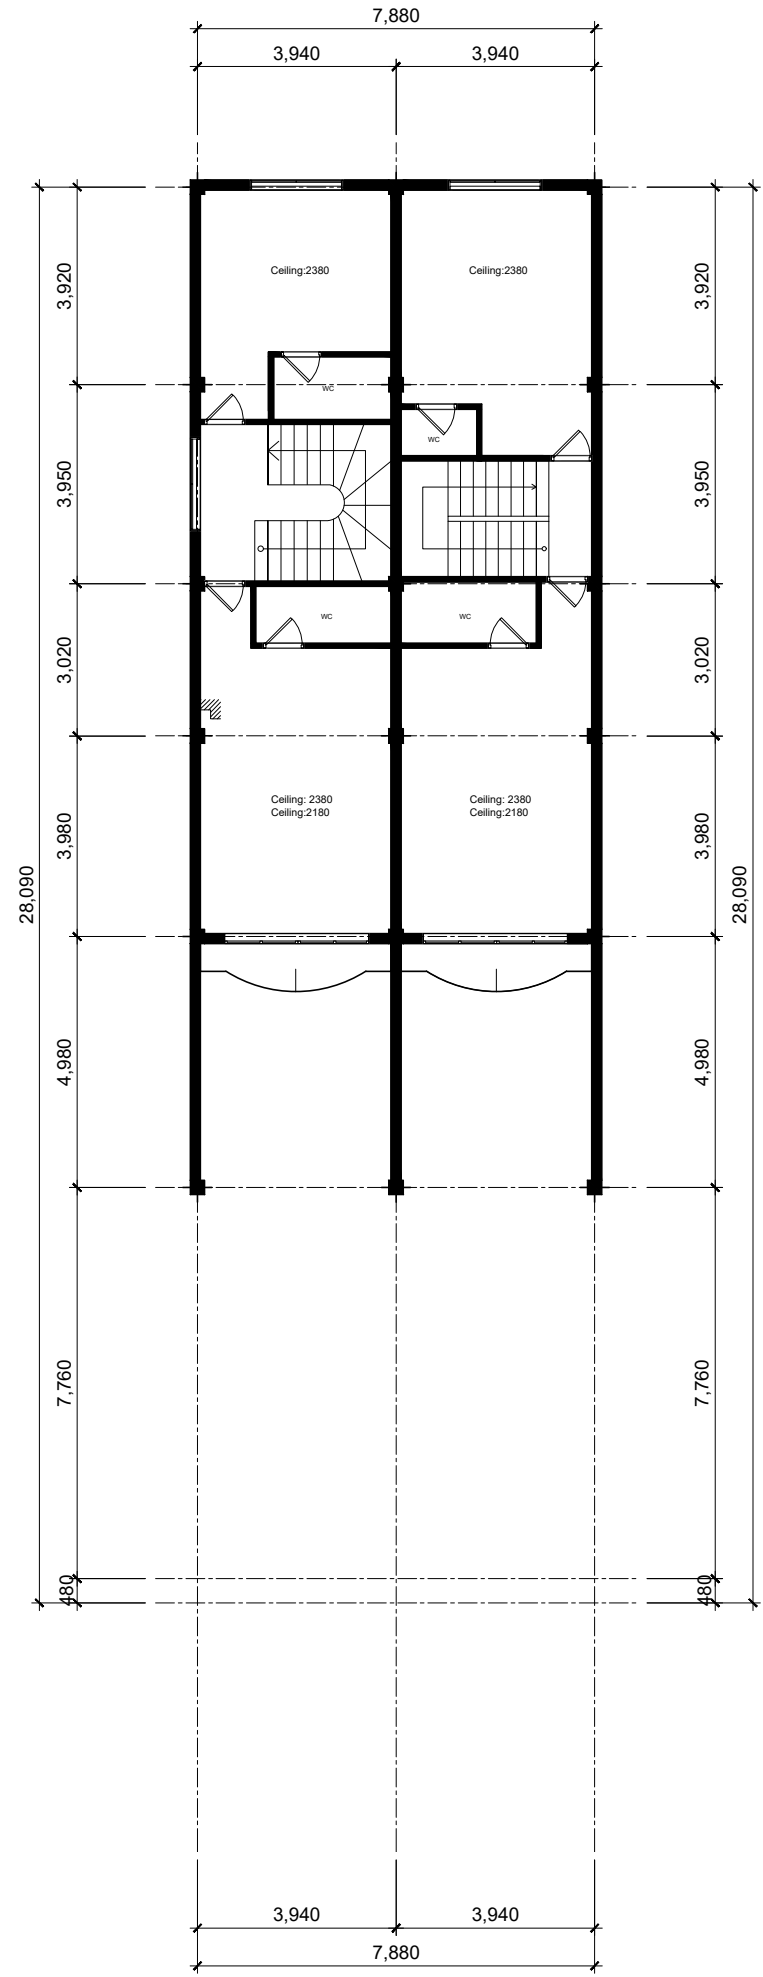 7,880
3,940 3,940
Ceiling:2380 Ceiling:2380
3,920 3,920
WC
WC
3,950 3,950
WC WC
3,020 3,020
Ceiling: 2380 Ceiling: 2380
Ceiling:2180 Ceiling:2180
3,980 3,980
28,090 28,090
4,980 4,980
7,760 7,760
480 480
3,940 3,940
7,880